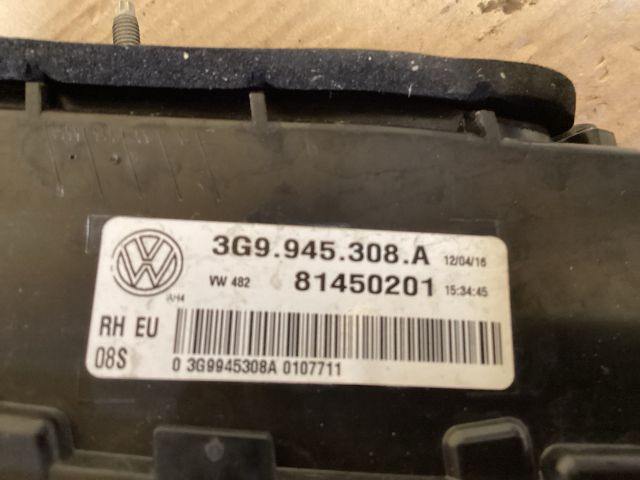 3G9.945.308.A 12/04/16
VW 482 81450201 15:34:45
RH EU
08S
0 3G9945308A 0107711